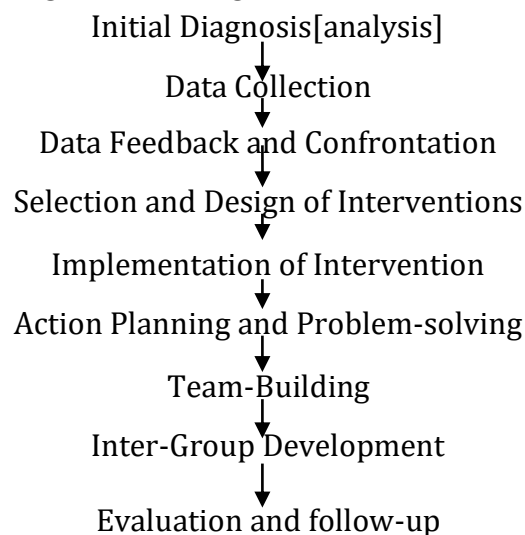 Initial Diagnosis[analysis]
Data Collection
Data Feedback and Confrontation
Selection and Design of Interventions
Implementation of Intervention
Action Planning and Problem-solving
Team-Building
Inter-Group Development
Evaluation and follow-up